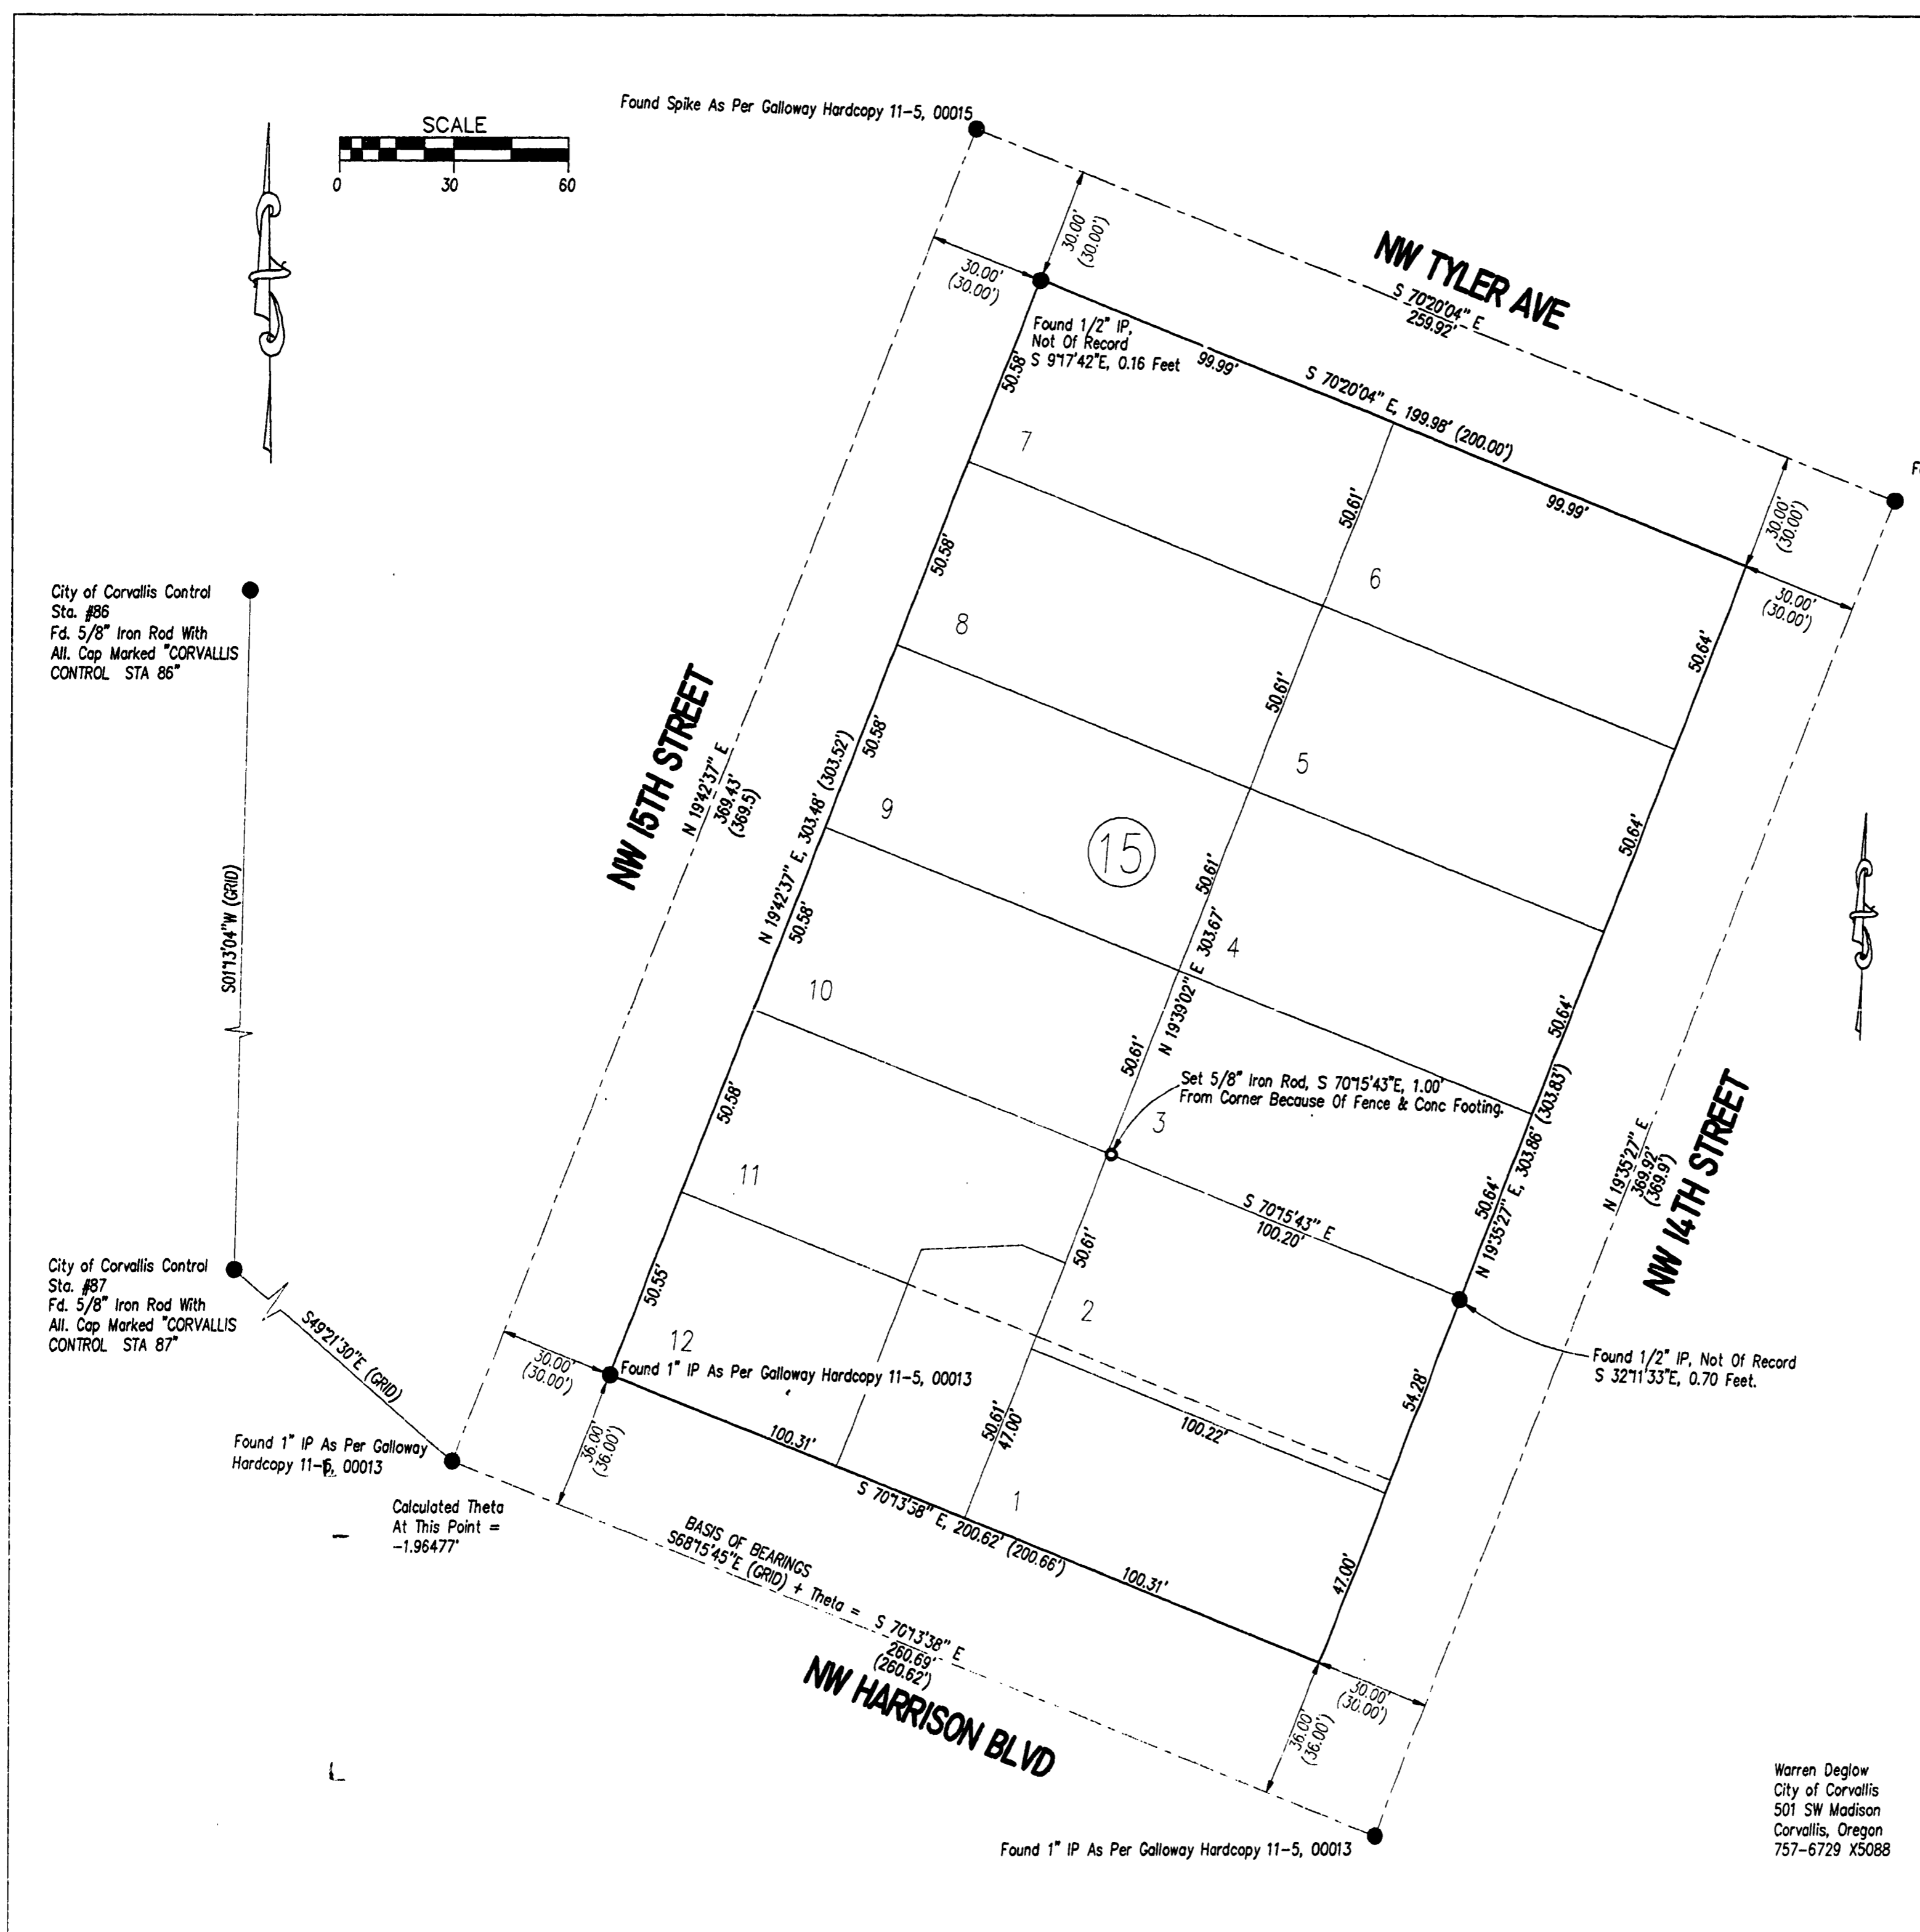 Found Spike As Per Galloway Hardcopy 11-5, 00015
SCALE
0 30 60
30.00'
(30.00')
30.00'
(30.00')
NW TYLER AVE
S 70°20'04" E
259.92'
Found 1/2" IP,
Not Of Record
S 9°17'42"E, 0.16 Feet
99.99'
S 70°20'04" E, 199.98' (200.00')
99.99'
30.00'
(30.00')
30.00'
(30.00')
50.58'
7
50.61'
6
50.64'
50.58'
8
50.61'
5
50.64'
City of Corvallis Control
Sta. #86
Fd. 5/8" Iron Rod With
All. Cap Marked "CORVALLIS
CONTROL STA 86"
NW 15TH STREET
N 19°42'37" E
369.43'
(369.5)
N 19°42'37" E, 303.48' (303.52')
50.58'
9
15
50.61'
4
50.64'
S01°13'04"W (GRID)
50.58'
10
N 19°39'02" E 303.67'
50.61'
Set 5/8" Iron Rod, S 70°15'43"E, 1.00'
From Corner Because Of Fence & Conc Footing.
3
50.64'
N 19°35'27" E, 303.86' (303.83')
N 19°35'27" E
369.92'
(369.9')
NW 14TH STREET
50.58'
11
S 70°15'43" E
100.20'
50.61'
2
City of Corvallis Control
Sta. #87
Fd. 5/8" Iron Rod With
All. Cap Marked "CORVALLIS
CONTROL STA 87"
S49°21'30"E (GRID)
50.55'
12
30.00'
(30.00')
Found 1" IP As Per Galloway Hardcopy 11-5, 00013
Found 1/2" IP, Not Of Record
S 32°11'33"E, 0.70 Feet.
54.28'
36.00'
(36.00')
100.31'
50.61'
47.00'
100.22'
Found 1" IP As Per Galloway
Hardcopy 11-5, 00013
Calculated Theta
At This Point =
-1.96477°
1
S 70°13'38" E, 200.62' (200.66')
100.31'
47.00'
BASIS OF BEARINGS
S68°15'45"E (GRID) + Theta = S 70°13'38" E
260.69'
(260.62')
NW HARRISON BLVD
30.00'
(30.00')
36.00'
(36.00')
Found 1" IP As Per Galloway Hardcopy 11-5, 00013
Warren Deglow
City of Corvallis
501 SW Madison
Corvallis, Oregon
757-6729 X5088